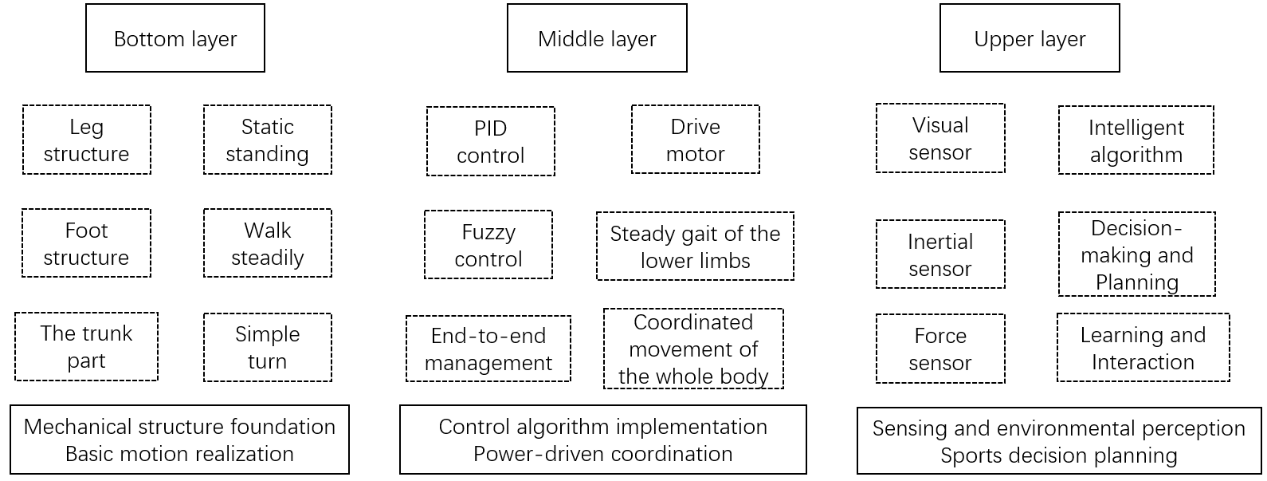 Bottom layer
Middle layer
Upper layer
Leg
structure
Static
standing
PID
control
Drive
motor
Visual
sensor
Intelligent
algorithm
Foot
structure
Walk
steadily
Fuzzy
control
Steady gait of the
lower limbs
Inertial
sensor
Decision-
making and
Planning
The trunk
part
Simple
turn
End-to-end
management
Coordinated
movement of
the whole body
Force
sensor
Learning and
Interaction
Mechanical structure foundation
Basic motion realization
Control algorithm implementation
Power-driven coordination
Sensing and environmental perception
Sports decision planning